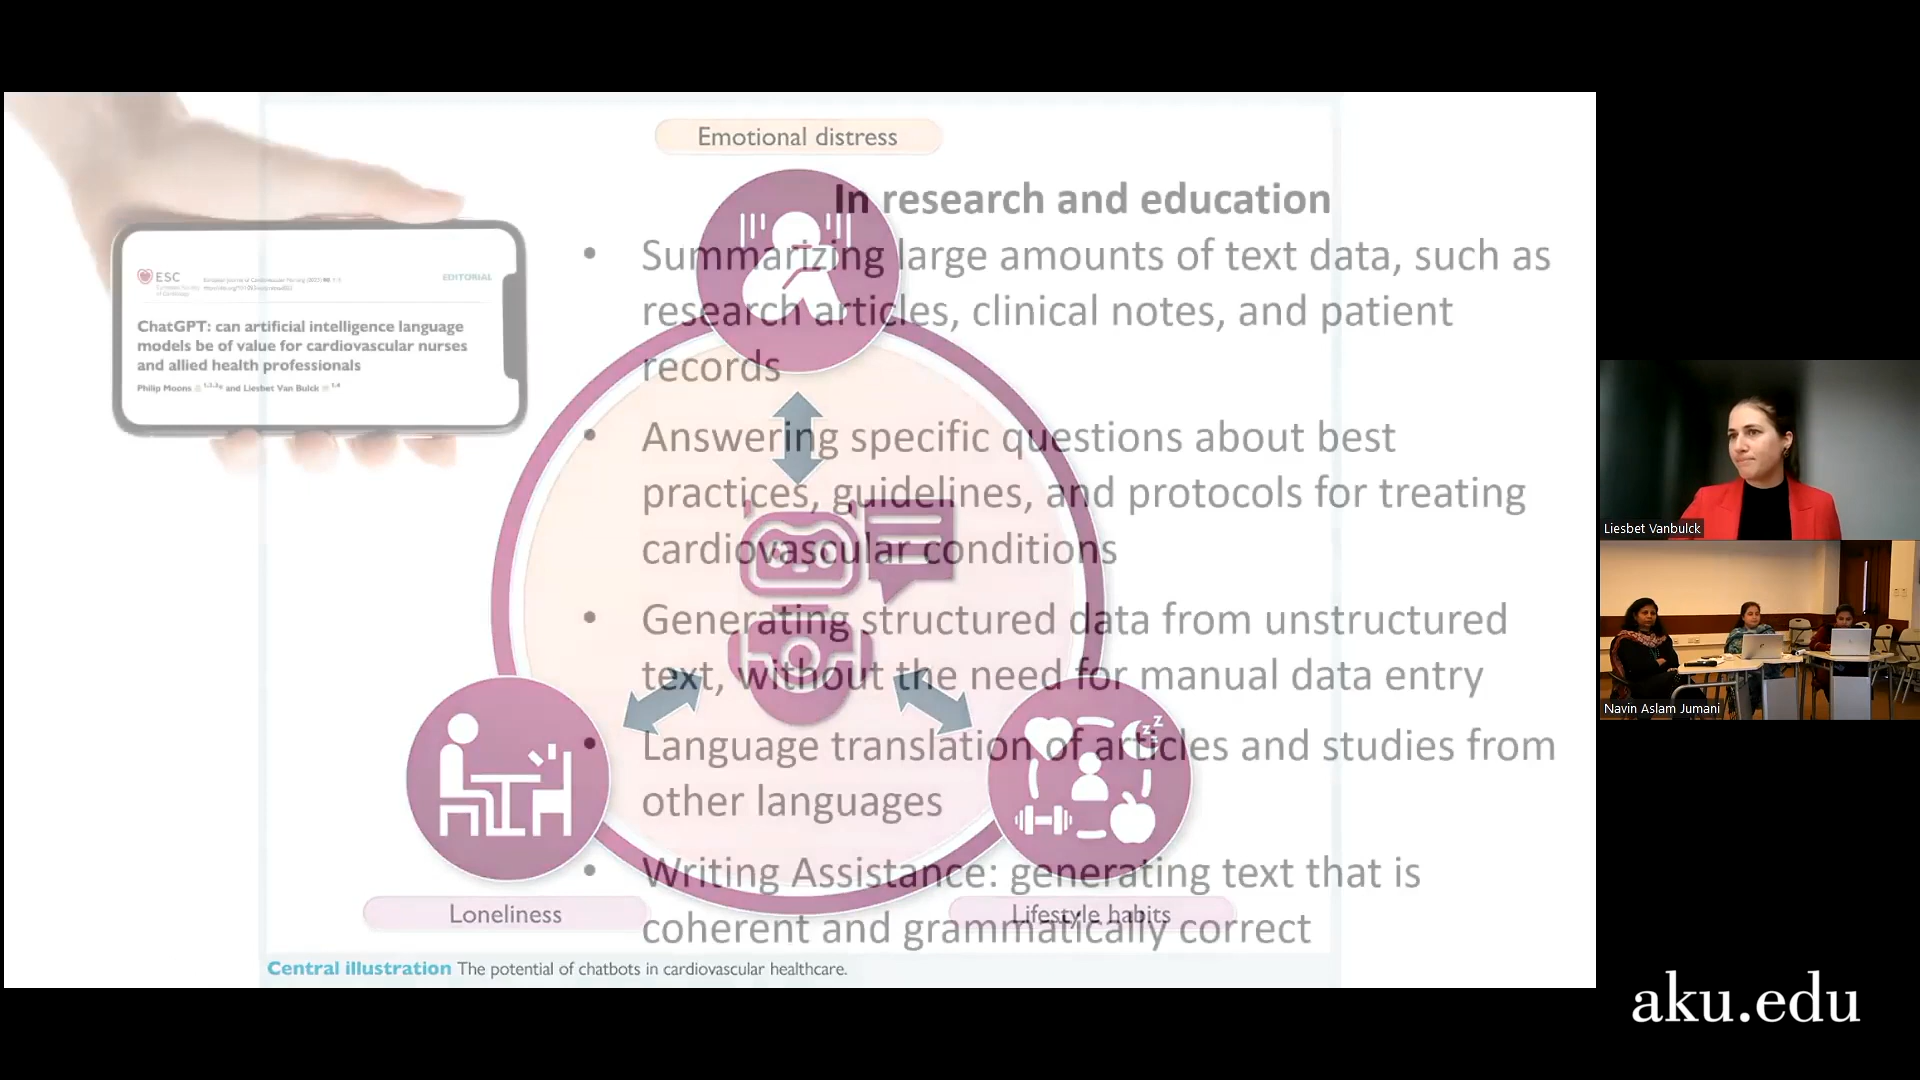 Emotional distress
In research and education
• Summarizing large amounts of text data, such as
research articles, clinical notes, and patient
records
• Answering specific questions about best
practices, guidelines, and protocols for treating
cardiovascular conditions
• Generating structured data from unstructured
text, without the need for manual data entry
• Language translation of articles and studies from
other languages
• Writing Assistance: generating text that is
coherent and grammatically correct
ESC
EDITORIAL
ChatGPT: can artificial intelligence language
models be of value for cardiovascular nurses
and allied health professionals
Philip Moons and Liesbet Van Bulck
Loneliness
Lifestyle habits
Central illustration The potential of chatbots in cardiovascular healthcare.
Liesbet Vanbulck
Navin Aslam Jumani
aku.edu